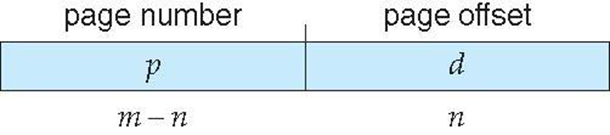 page number page offset
p d
m – n n